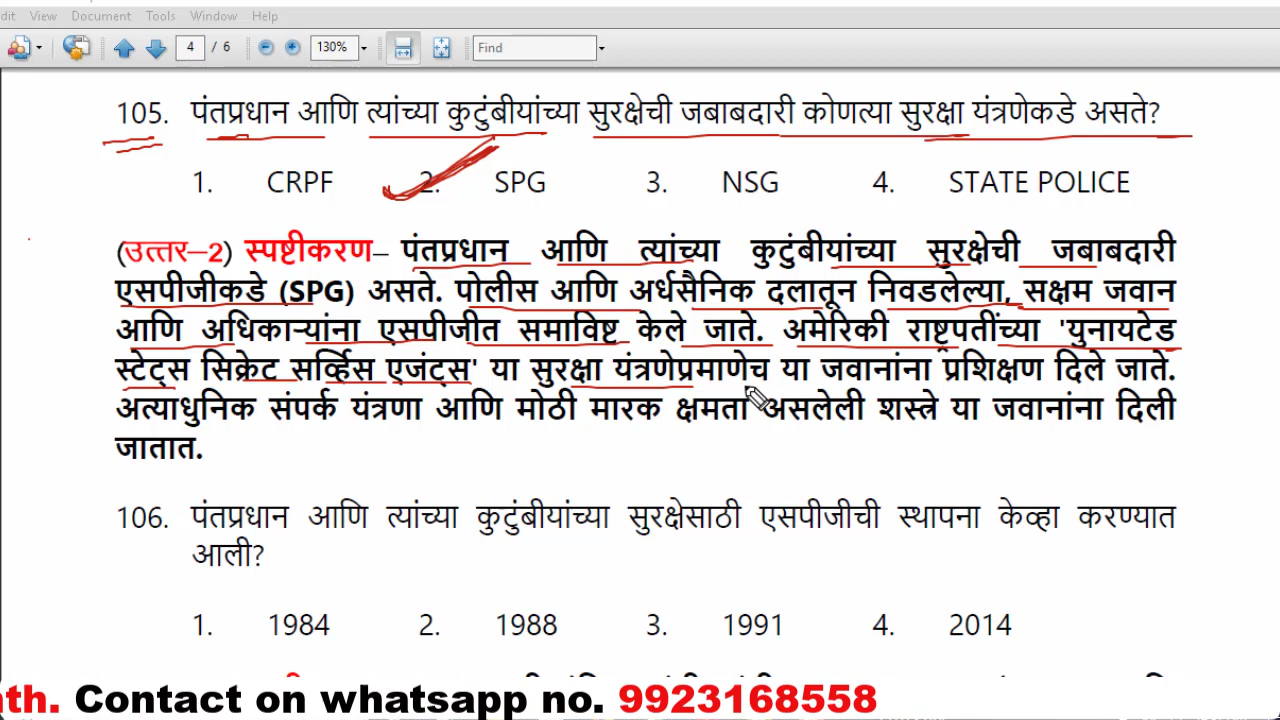 dit View Document Tools Window Help
4 / 6 130% Find
105. पंतप्रधान आणि त्यांच्या कुटुंबीयांच्या सुरक्षेची जबाबदारी कोणत्या सुरक्षा यंत्रणेकडे असते?
1. CRPF 2. SPG 3. NSG 4. STATE POLICE
(उत्तर–2) स्पष्टीकरण– पंतप्रधान आणि त्यांच्या कुटुंबीयांच्या सुरक्षेची जबाबदारी
एसपीजीकडे (SPG) असते. पोलीस आणि अर्धसैनिक दलातून निवडलेल्या, सक्षम जवान
आणि अधिकाऱ्यांना एसपीजीत समाविष्ट केले जाते. अमेरिकी राष्ट्रपतींच्या 'युनायटेड
स्टेट्स सिक्रेट सर्व्हिस एजंट्स' या सुरक्षा यंत्रणेप्रमाणेच या जवानांना प्रशिक्षण दिले जाते.
अत्याधुनिक संपर्क यंत्रणा आणि मोठी मारक क्षमता असलेली शस्त्रे या जवानांना दिली
जातात.
106. पंतप्रधान आणि त्यांच्या कुटुंबीयांच्या सुरक्षेसाठी एसपीजीची स्थापना केव्हा करण्यात
आली?
1. 1984 2. 1988 3. 1991 4. 2014
ath. Contact on whatsapp no. 9923168558